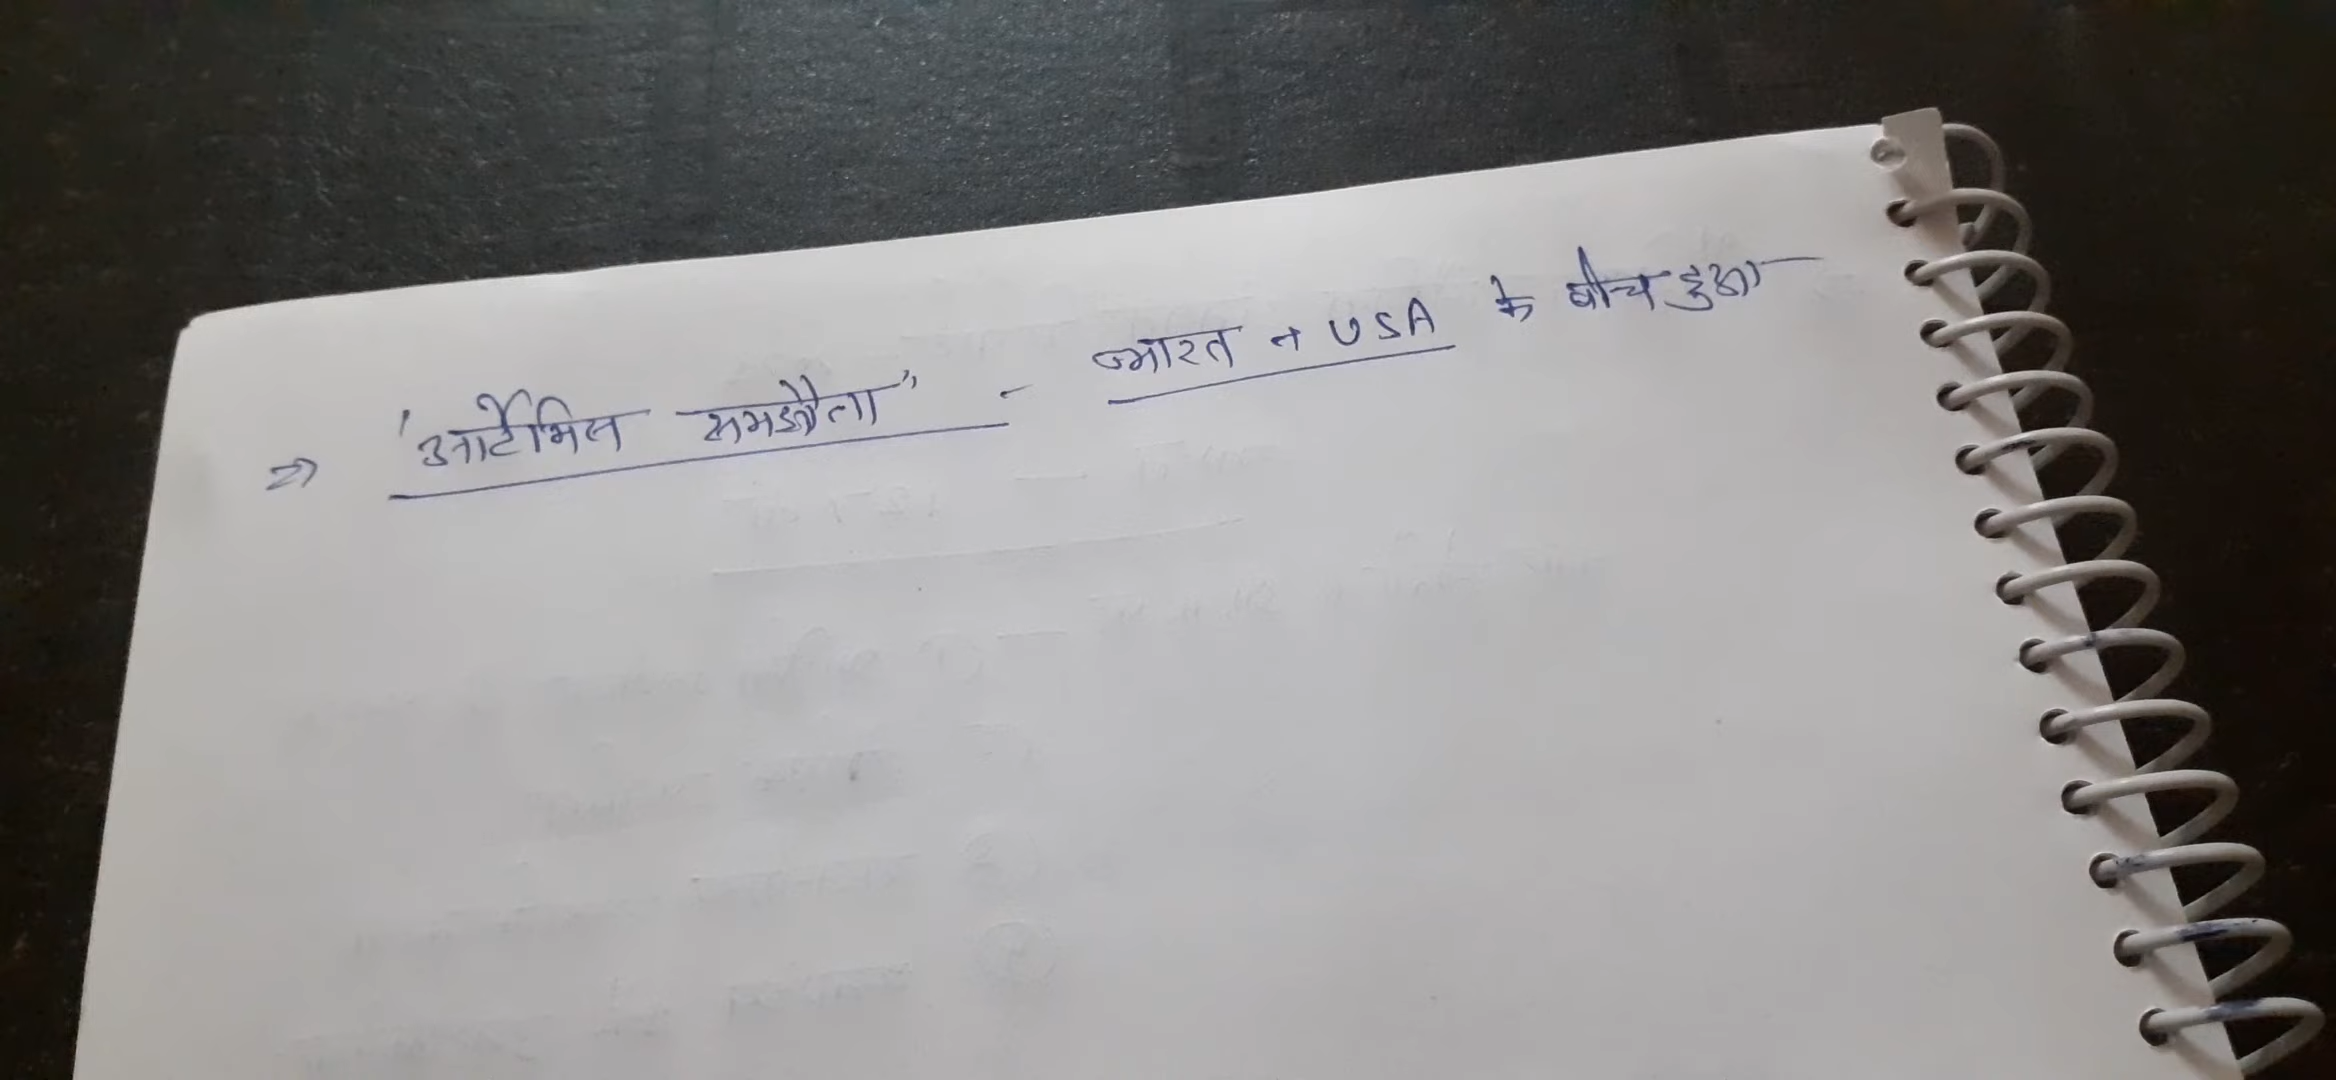 ⇒ 'आर्टेमिस समझौता" - भारत व USA के बीच हुआ